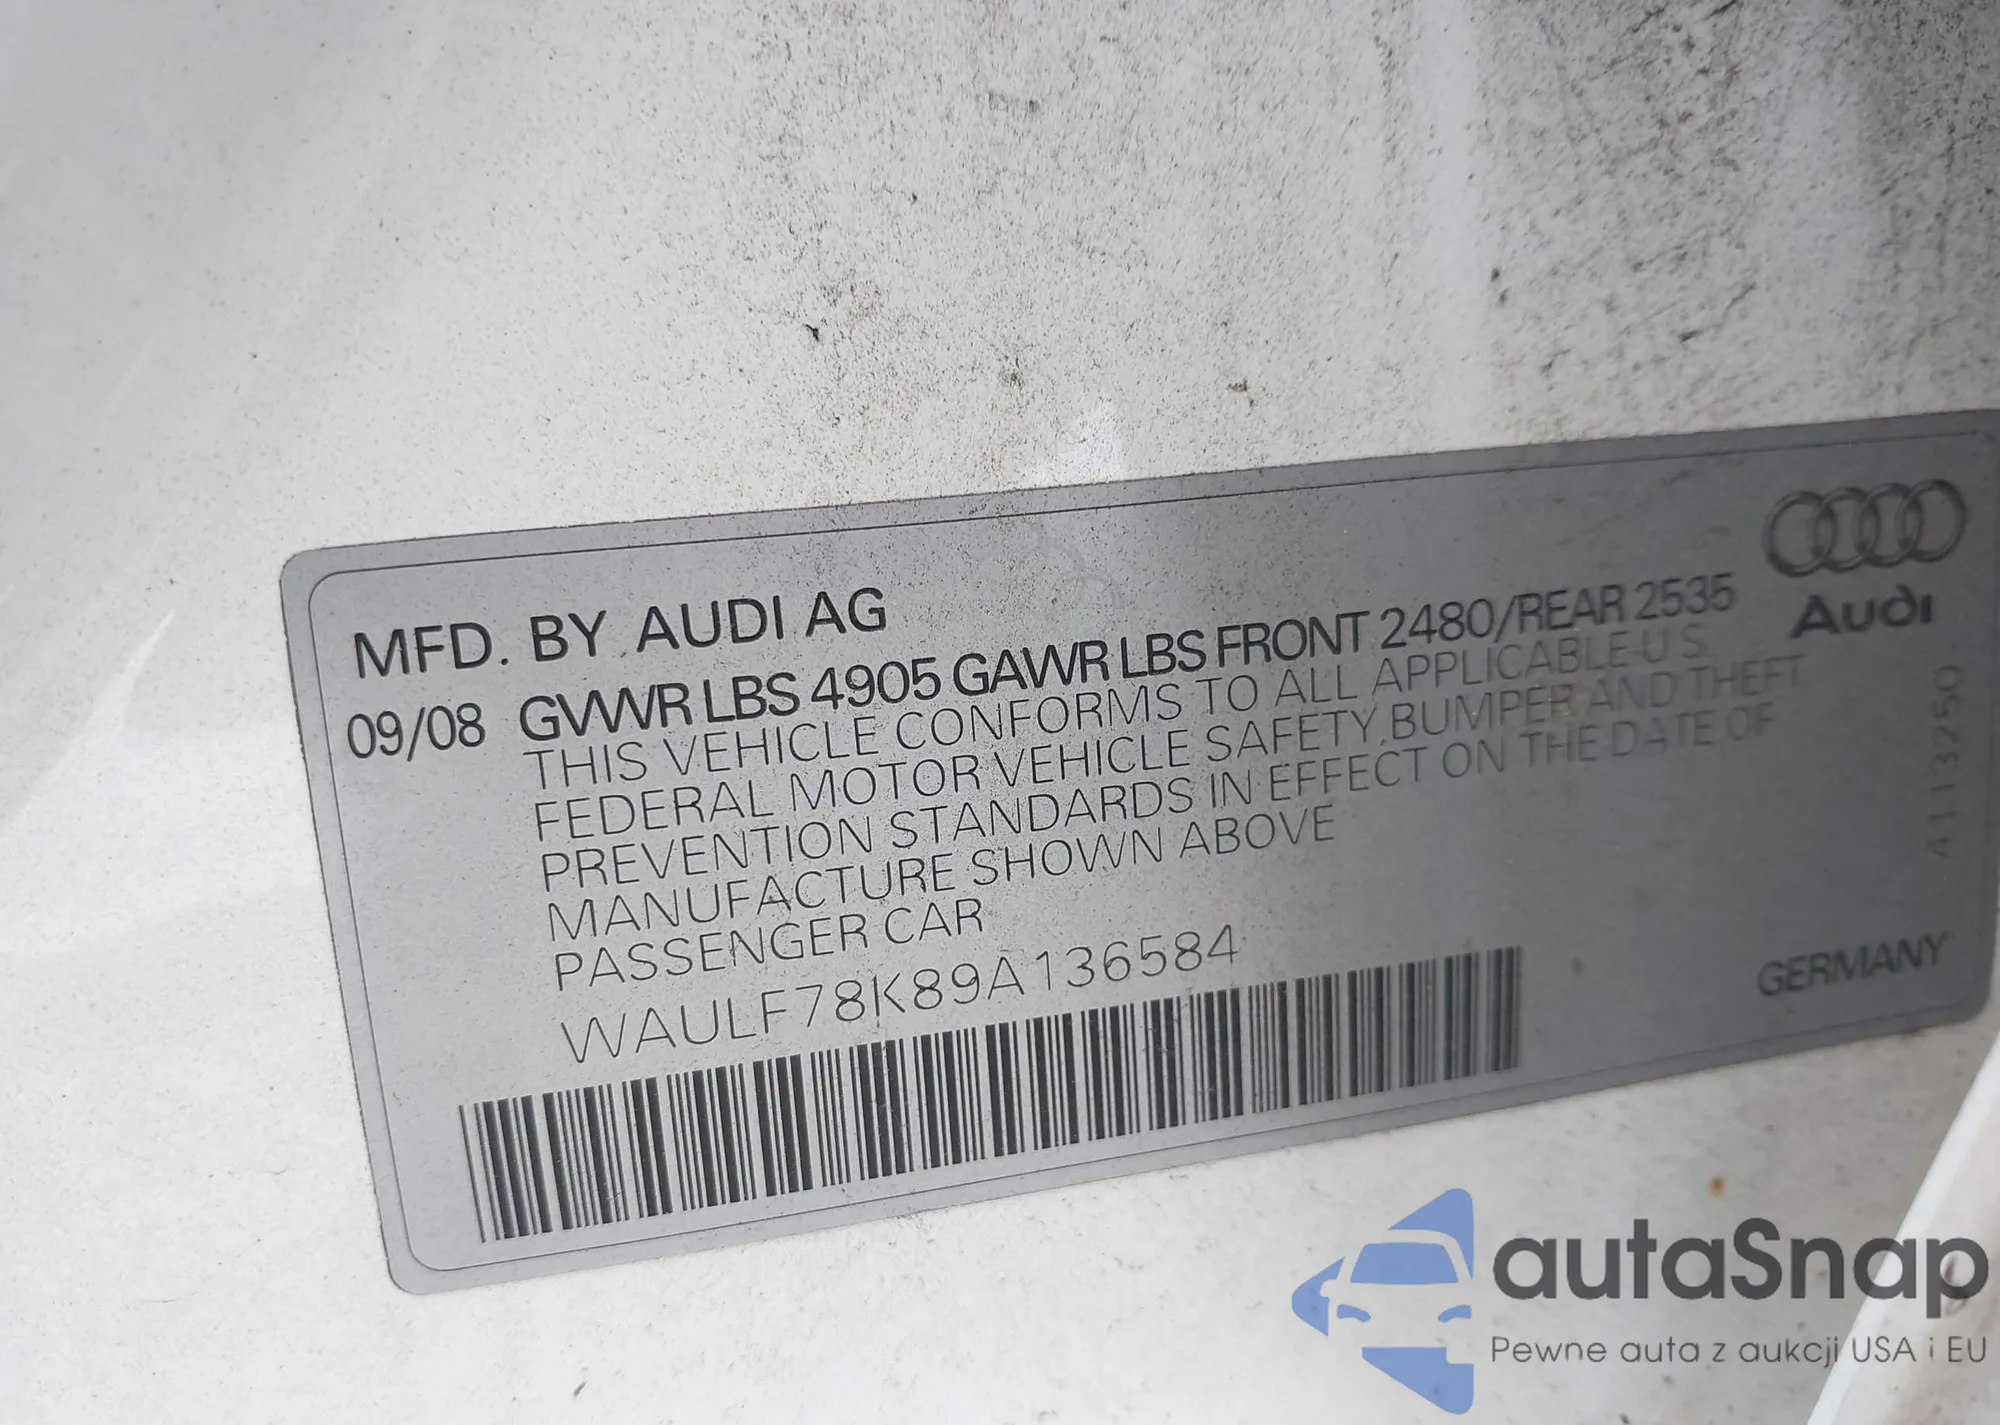 MFD. BY AUDI AG
09/08 GVWR LBS 4905 GAWR LBS FRONT 2480/REAR 2535
THIS VEHICLE CONFORMS TO ALL APPLICABLE U S
FEDERAL MOTOR VEHICLE SAFETY, BUMPER AND THEFT
PREVENTION STANDARDS IN EFFECT ON THE DATE OF
MANUFACTURE SHOWN ABOVE
PASSENGER CAR
WAULF78K89A136584
Audi
41132250
GERMANY
autaSnap
Pewne auta z aukcji USA i EU